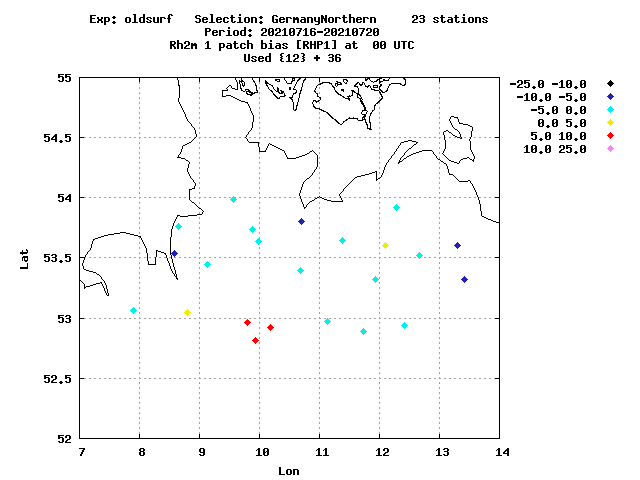 Exp: oldsurf   Selection: GermanyNorthern     23 stations
Period: 20210716-20210720
Rh2m 1 patch bias [RHP1] at  00 UTC
Used {12} + 36
55
54.5
54
53.5
53
52.5
52
Lat
7 8 9 10 11 12 13 14
Lon
-25.0 -10.0
-10.0 -5.0
-5.0 0.0
0.0 5.0
5.0 10.0
10.0 25.0